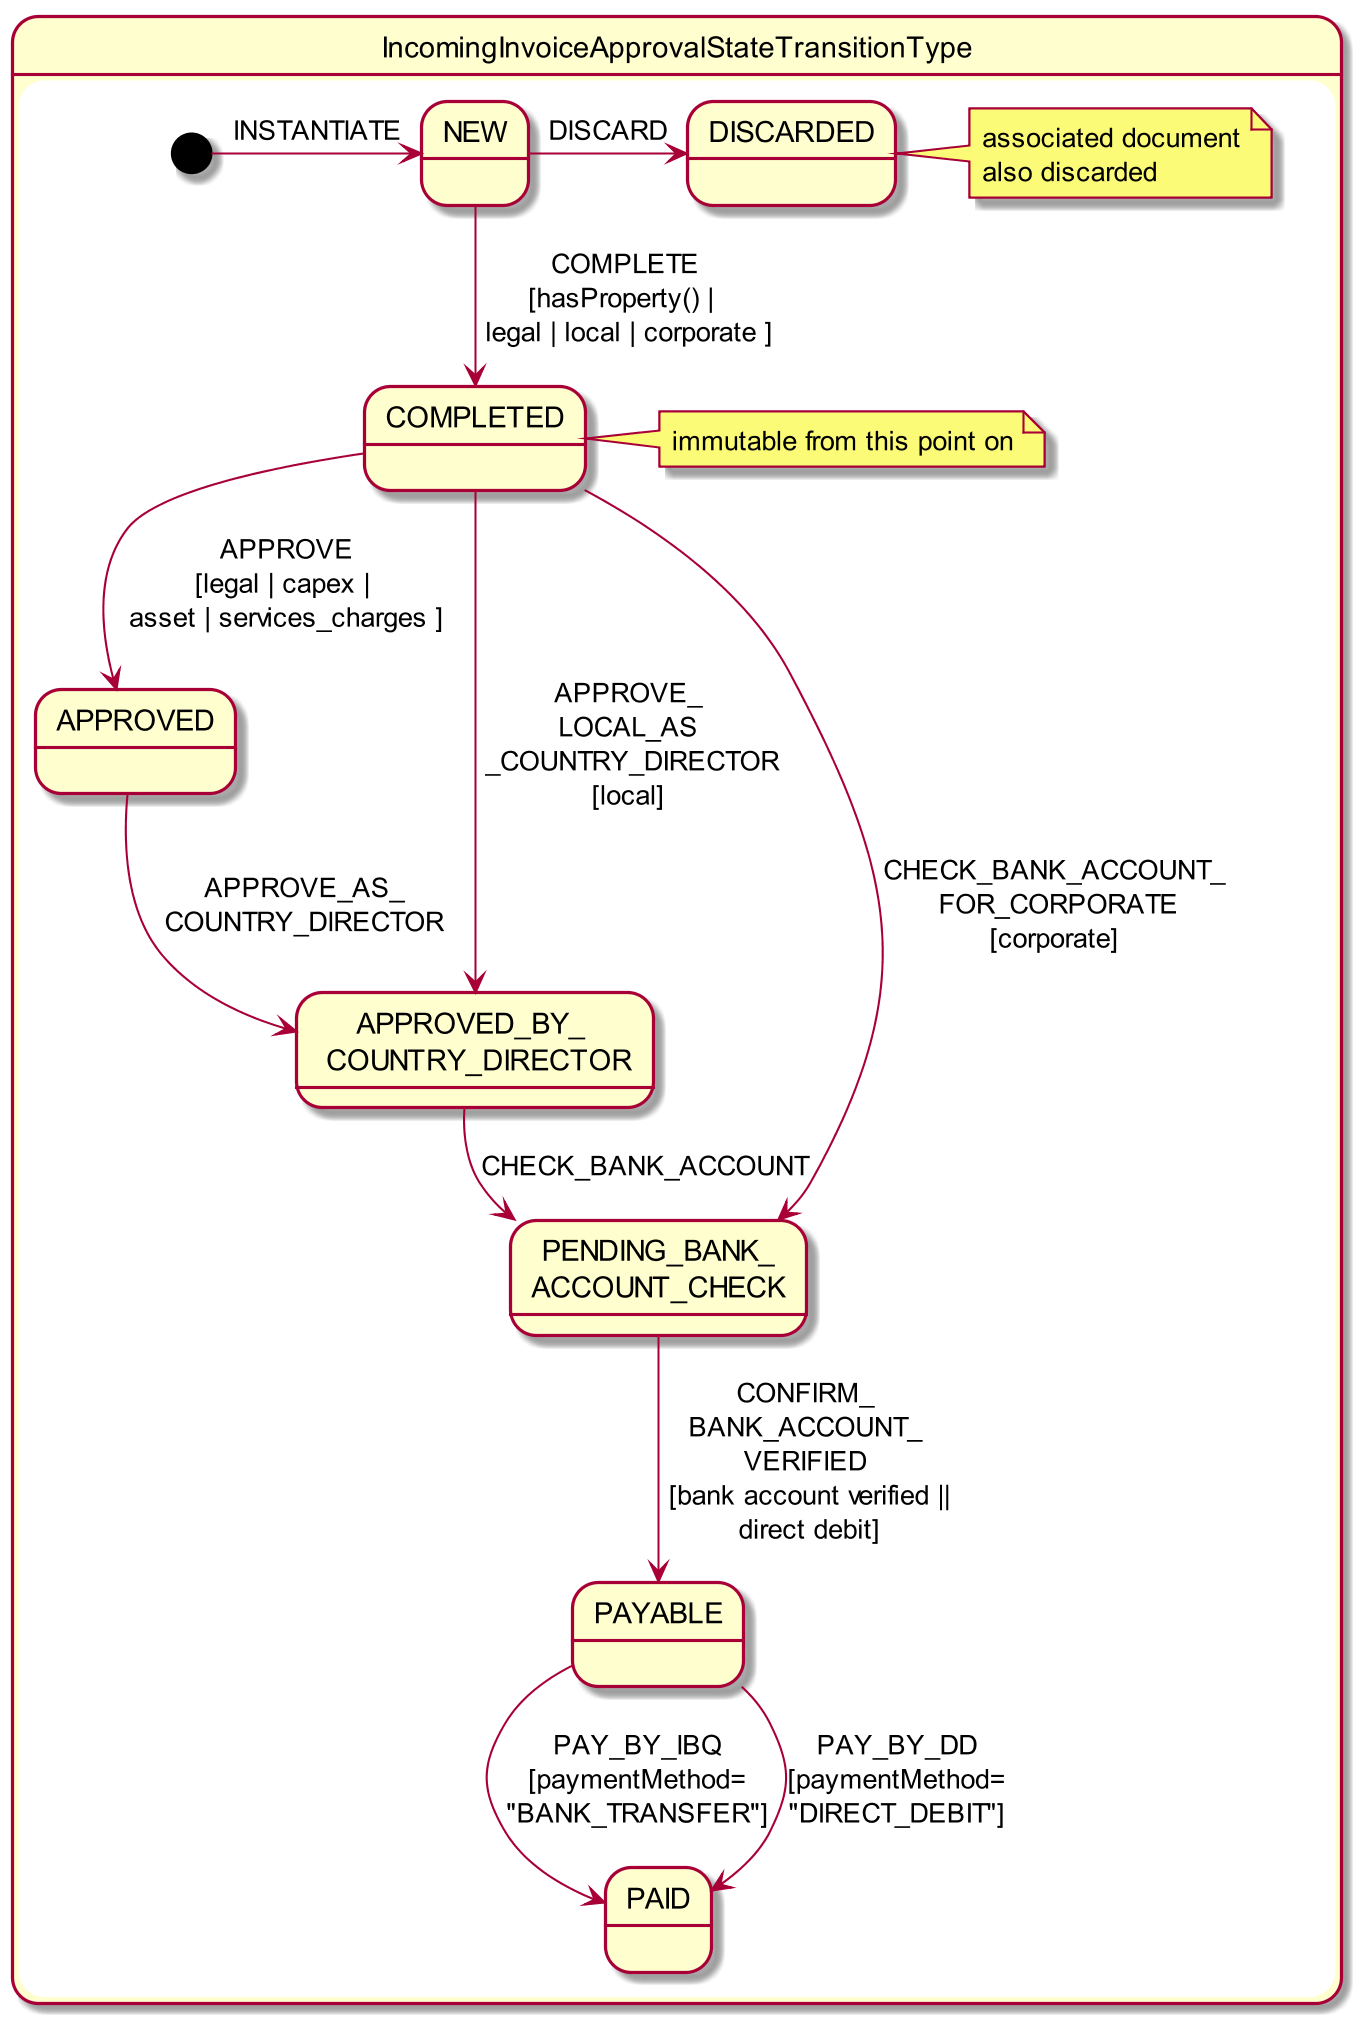 IncomingInvoiceApprovalStateTransitionType
INSTANTIATE
NEW
DISCARD
DISCARDED
associated document
also discarded
COMPLETE
[hasProperty() |
legal | local | corporate ]
COMPLETED
immutable from this point on
APPROVE
[legal | capex |
asset | services_charges ]
APPROVED
APPROVE_
LOCAL_AS
_COUNTRY_DIRECTOR
[local]
CHECK_BANK_ACCOUNT_
FOR_CORPORATE
[corporate]
APPROVE_AS_
COUNTRY_DIRECTOR
APPROVED_BY_
COUNTRY_DIRECTOR
CHECK_BANK_ACCOUNT
PENDING_BANK_
ACCOUNT_CHECK
CONFIRM_
BANK_ACCOUNT_
VERIFIED
[bank account verified ||
direct debit]
PAYABLE
PAY_BY_IBQ
[paymentMethod=
"BANK_TRANSFER"]
PAY_BY_DD
[paymentMethod=
"DIRECT_DEBIT"]
PAID